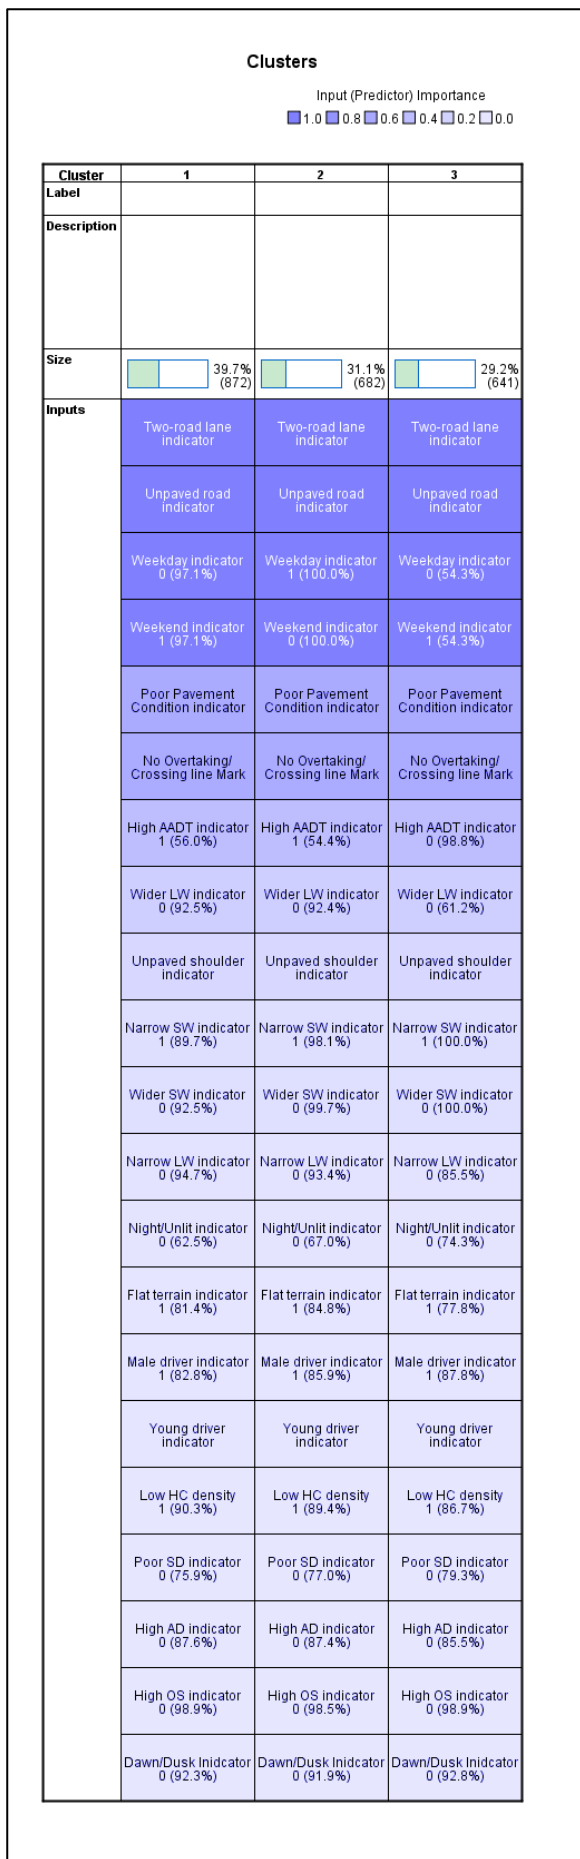 Clusters
Input (Predictor) Importance
1.0 0.8 0.6 0.4 0.2 0.0
Cluster 1 2 3
Label
Description
Size 39.7% 31.1% 29.2%
(872) (682) (641)
Inputs
Two-road lane Two-road lane Two-road lane
indicator indicator indicator
Unpaved road Unpaved road Unpaved road
indicator indicator indicator
Weekday indicator Weekday indicator Weekday indicator
0 (97.1%) 1 (100.0%) 0 (54.3%)
Weekend indicator Weekend indicator Weekend indicator
1 (97.1%) 0 (100.0%) 1 (54.3%)
Poor Pavement Poor Pavement Poor Pavement
Condition indicator Condition indicator Condition indicator
No Overtaking/ No Overtaking/ No Overtaking/
Crossing line Mark Crossing line Mark Crossing line Mark
High AADT indicator High AADT indicator High AADT indicator
1 (56.0%) 1 (54.4%) 0 (98.8%)
Wider LW indicator Wider LW indicator Wider LW indicator
0 (92.5%) 0 (92.4%) 0 (61.2%)
Unpaved shoulder Unpaved shoulder Unpaved shoulder
indicator indicator indicator
Narrow SW indicator Narrow SW indicator Narrow SW indicator
1 (89.7%) 1 (98.1%) 1 (100.0%)
Wider SW indicator Wider SW indicator Wider SW indicator
0 (92.5%) 0 (99.7%) 0 (100.0%)
Narrow LW indicator Narrow LW indicator Narrow LW indicator
0 (94.7%) 0 (93.4%) 0 (85.5%)
Night/Unlit indicator Night/Unlit indicator Night/Unlit indicator
0 (62.5%) 0 (67.0%) 0 (74.3%)
Flat terrain indicator Flat terrain indicator Flat terrain indicator
1 (81.4%) 1 (84.8%) 1 (77.8%)
Male driver indicator Male driver indicator Male driver indicator
1 (82.8%) 1 (85.9%) 1 (87.8%)
Young driver Young driver Young driver
indicator indicator indicator
Low HC density Low HC density Low HC density
1 (90.3%) 1 (89.4%) 1 (86.7%)
Poor SD indicator Poor SD indicator Poor SD indicator
0 (75.9%) 0 (77.0%) 0 (79.3%)
High AD indicator High AD indicator High AD indicator
0 (87.6%) 0 (87.4%) 0 (85.5%)
High OS indicator High OS indicator High OS indicator
0 (98.9%) 0 (98.5%) 0 (98.9%)
Dawn/Dusk Inidcator Dawn/Dusk Inidcator Dawn/Dusk Inidcator
0 (92.3%) 0 (91.9%) 0 (92.8%)